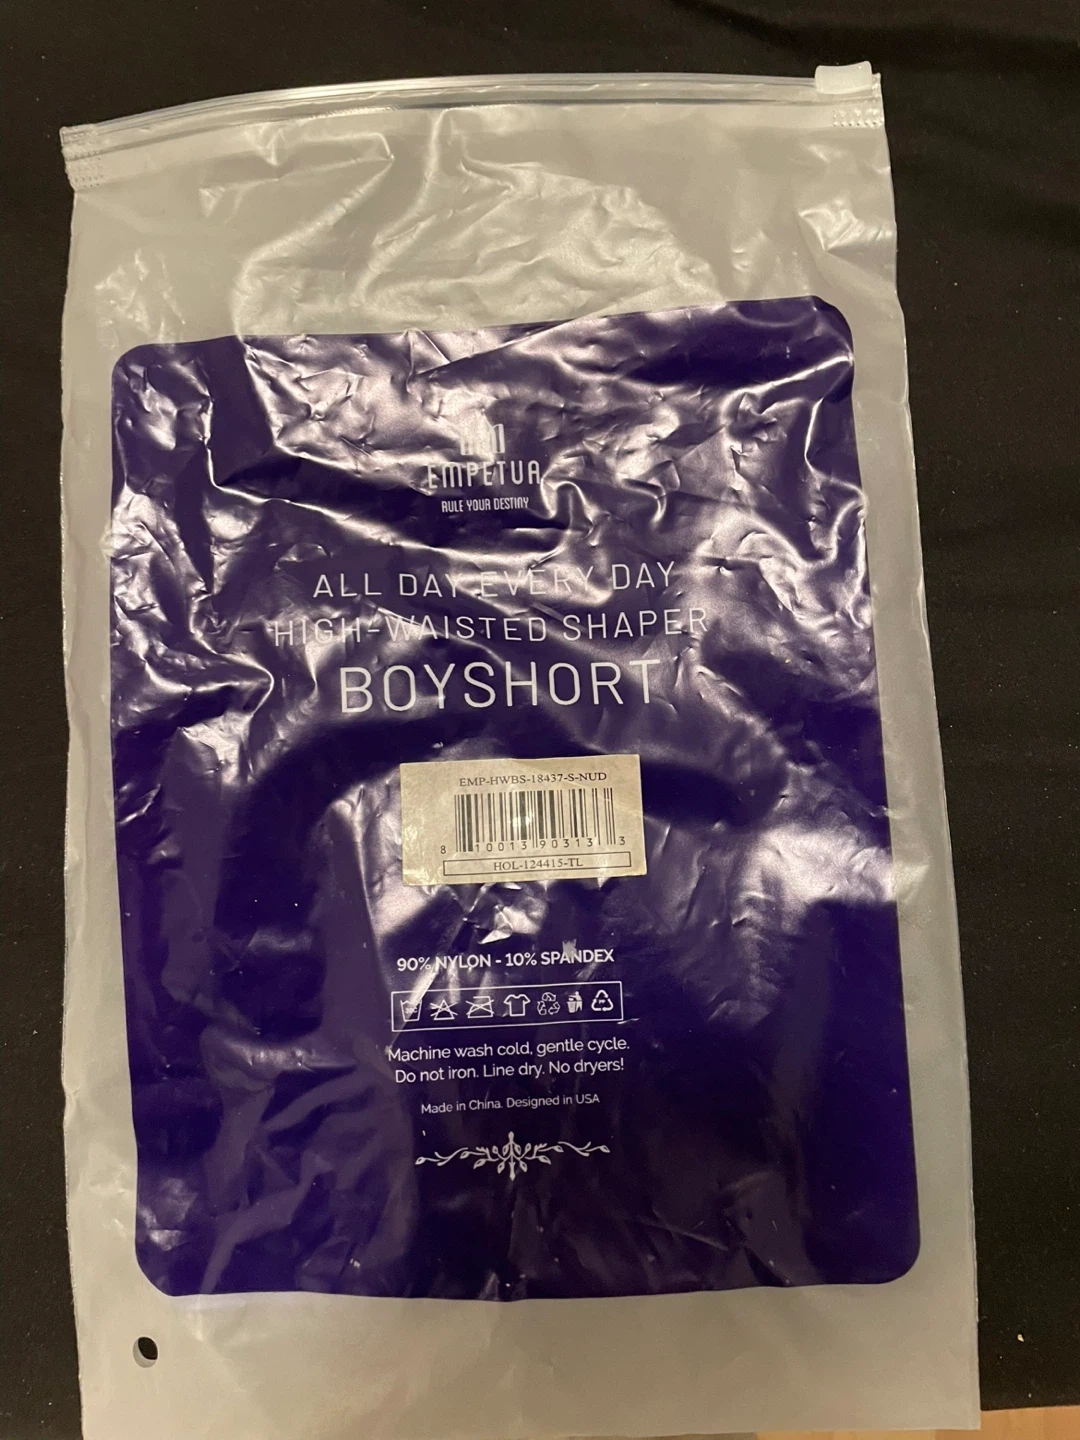 EMPETUA
RULE YOUR DESTINY
ALL DAY EVERY DAY
HIGH-WAISTED SHAPER
BOYSHORT
EMP-HWBS-18437-S-NUD
8 10013 90313 3
HOL-124415-TL
90% NYLON - 10% SPANDEX
Machine wash cold, gentle cycle.
Do not iron. Line dry. No dryers!
Made in China. Designed in USA